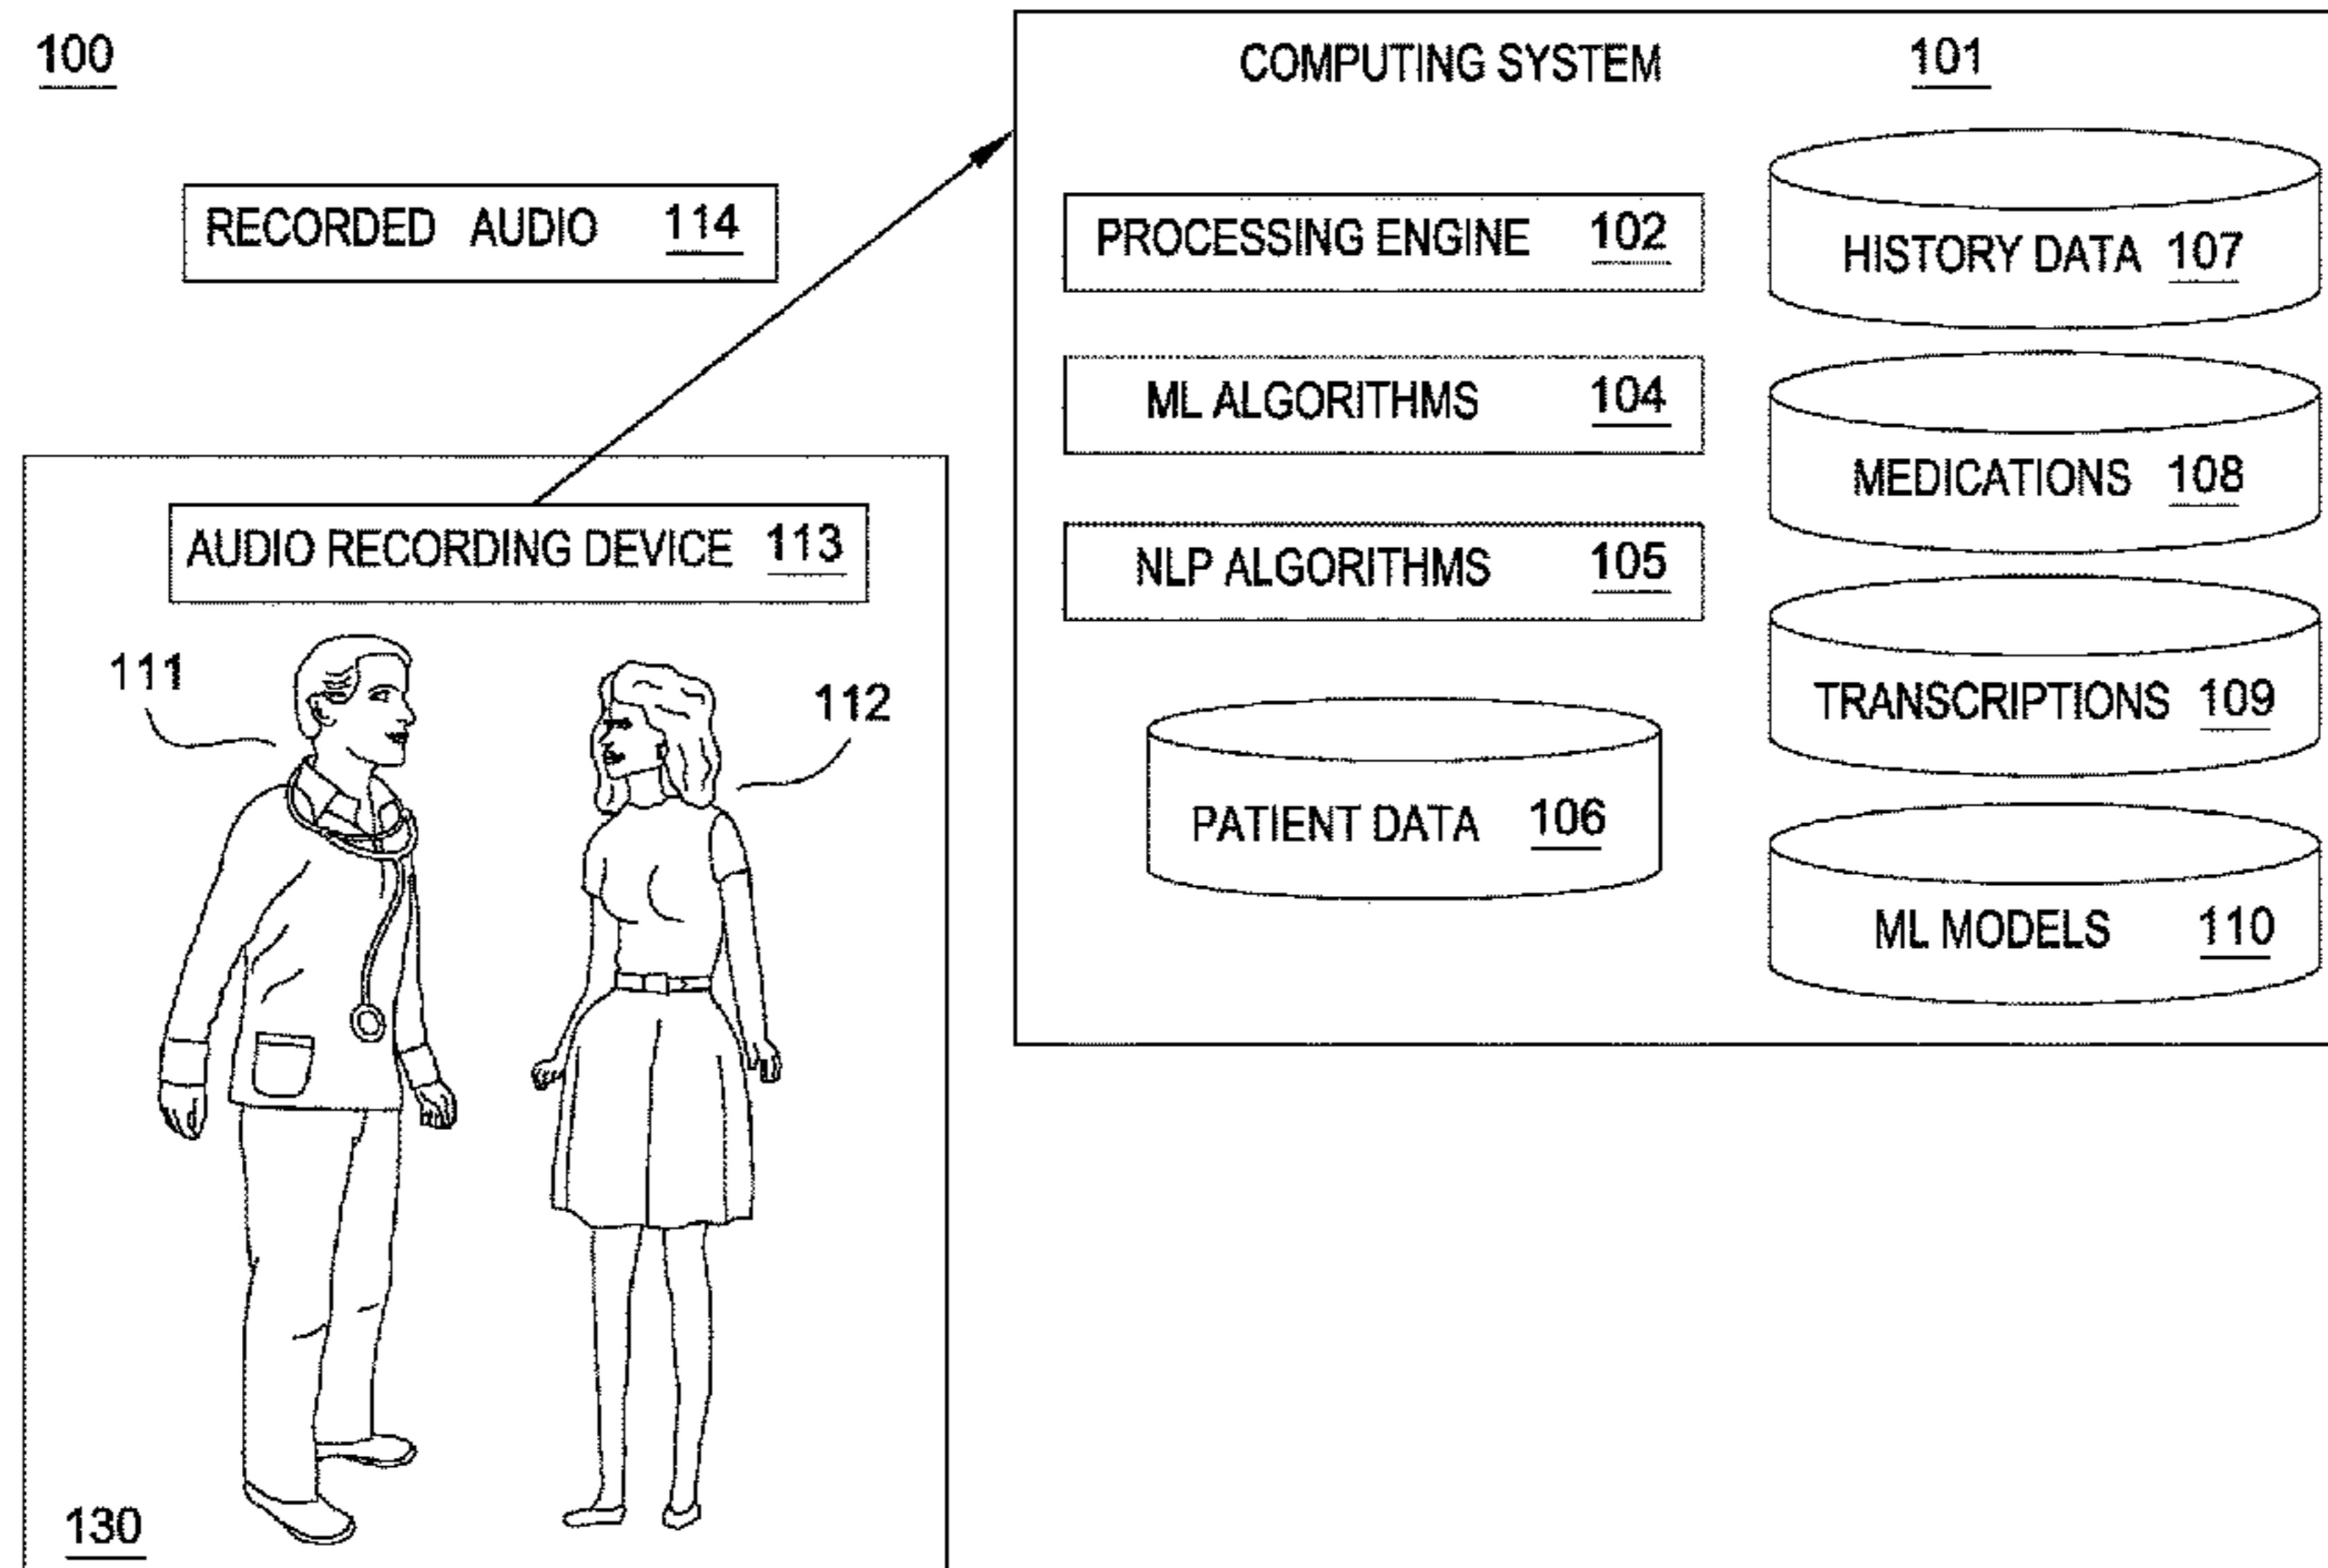 100
RECORDED AUDIO 114
AUDIO RECORDING DEVICE 113
111
112
130
COMPUTING SYSTEM 101
PROCESSING ENGINE 102
ML ALGORITHMS 104
NLP ALGORITHMS 105
PATIENT DATA 106
HISTORY DATA 107
MEDICATIONS 108
TRANSCRIPTIONS 109
ML MODELS 110